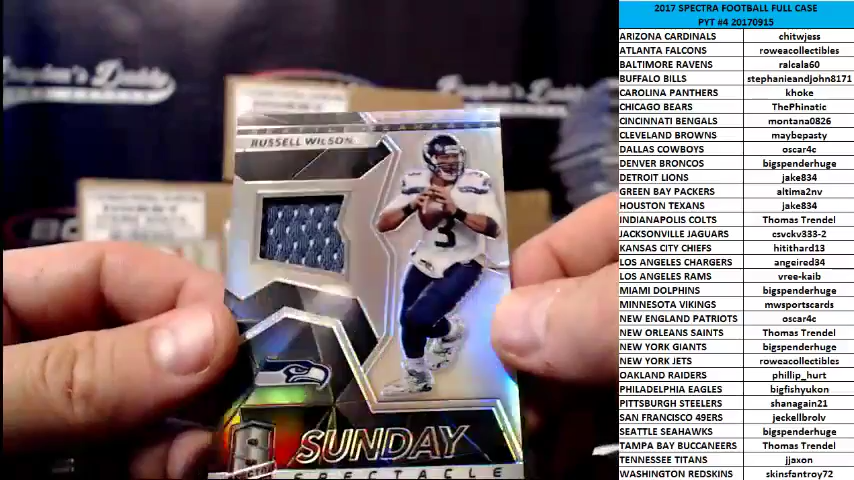 2017 SPECTRA FOOTBALL FULL CASE
PYT #4 20170915
ARIZONA CARDINALS chitwjess
ATLANTA FALCONS roweacollectibles
BALTIMORE RAVENS ralcala60
BUFFALO BILLS stephanieandjohn8171
CAROLINA PANTHERS khoke
CHICAGO BEARS ThePhinatic
CINCINNATI BENGALS montana0826
CLEVELAND BROWNS maybepasty
DALLAS COWBOYS oscar4c
DENVER BRONCOS bigspenderhuge
DETROIT LIONS jake834
GREEN BAY PACKERS altima2nv
HOUSTON TEXANS jake834
INDIANAPOLIS COLTS Thomas Trendel
JACKSONVILLE JAGUARS csvckv333-2
KANSAS CITY CHIEFS hitithard13
LOS ANGELES CHARGERS angeired34
LOS ANGELES RAMS vree-kaib
MIAMI DOLPHINS bigspenderhuge
MINNESOTA VIKINGS mwsportscards
NEW ENGLAND PATRIOTS oscar4c
NEW ORLEANS SAINTS Thomas Trendel
NEW YORK GIANTS bigspenderhuge
NEW YORK JETS roweacollectibles
OAKLAND RAIDERS phillip_hurt
PHILADELPHIA EAGLES bigfishyukon
PITTSBURGH STEELERS shanagain21
SAN FRANCISCO 49ERS jeckellbrolv
SEATTLE SEAHAWKS bigspenderhuge
TAMPA BAY BUCCANEERS Thomas Trendel
TENNESSEE TITANS jjaxon
WASHINGTON REDSKINS skinsfantroy72
SEATTLE SEAHAWKS
RUSSELL WILSON
3
SUNDAY
SPECTACLE
SPECTRA